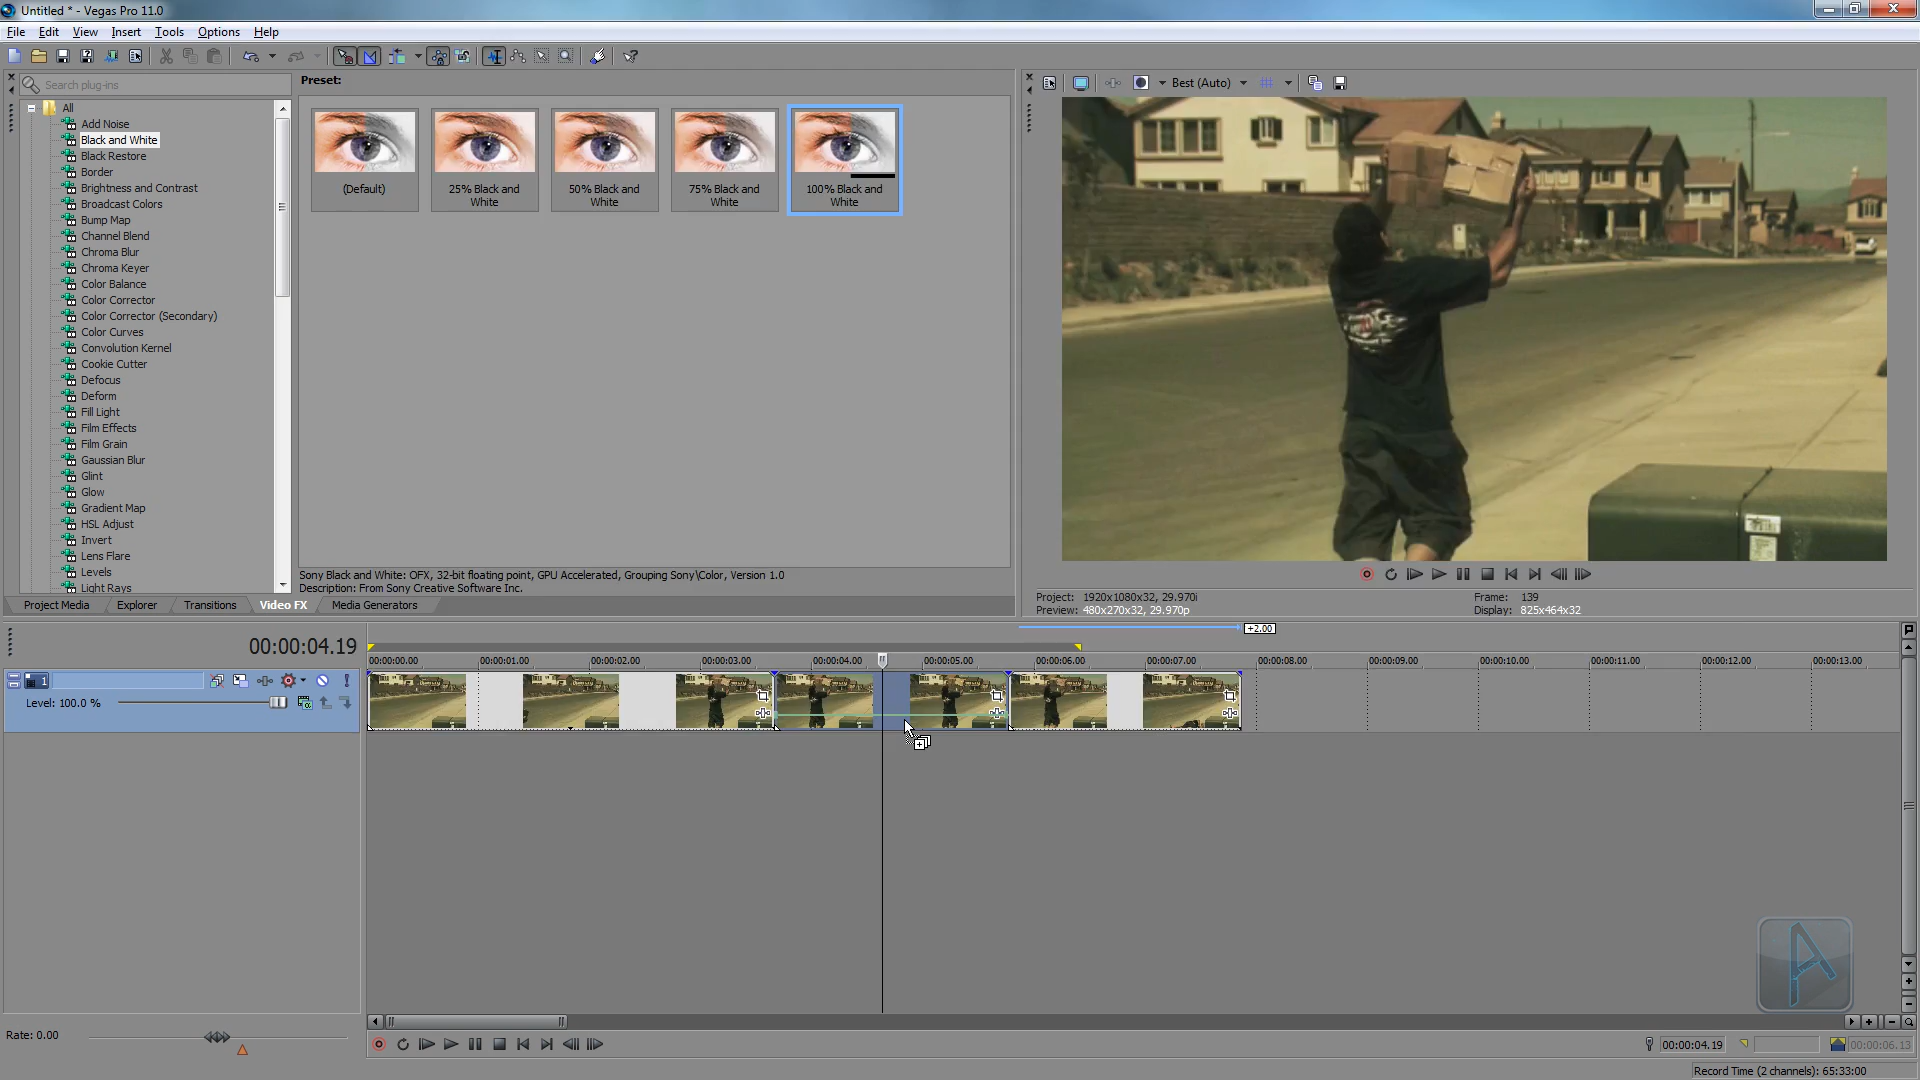 Untitled * - Vegas Pro 11.0
File Edit View Insert Tools Options Help
Search plug-ins
All
Add Noise
Black and White
Black Restore
Border
Brightness and Contrast
Broadcast Colors
Bump Map
Channel Blend
Chroma Blur
Chroma Keyer
Color Balance
Color Corrector
Color Corrector (Secondary)
Color Curves
Convolution Kernel
Cookie Cutter
Defocus
Deform
Fill Light
Film Effects
Film Grain
Gaussian Blur
Glint
Glow
Gradient Map
HSL Adjust
Invert
Lens Flare
Levels
Light Rays
Preset:
(Default)
25% Black and
White
50% Black and
White
75% Black and
White
100% Black and
White
Sony Black and White: OFX, 32-bit floating point, GPU Accelerated, Grouping Sony\Color, Version 1.0
Description: From Sony Creative Software Inc.
Project Media Explorer Transitions Video FX Media Generators
Best (Auto)
Project: 1920x1080x32, 29.970i
Preview: 480x270x32, 29.970p
Frame: 139
Display: 825x464x32
00:00:04.19
+2.00
00:00:00.00 00:00:01.00 00:00:02.00 00:00:03.00 00:00:04.00 00:00:05.00 00:00:06.00 00:00:07.00 00:00:08.00 00:00:09.00 00:00:10.00 00:00:11.00 00:00:12.00 00:00:13.00
1
Level: 100.0 %
A
Rate: 0.00
00:00:04.19
00:00:06.13
Record Time (2 channels): 65:33:00